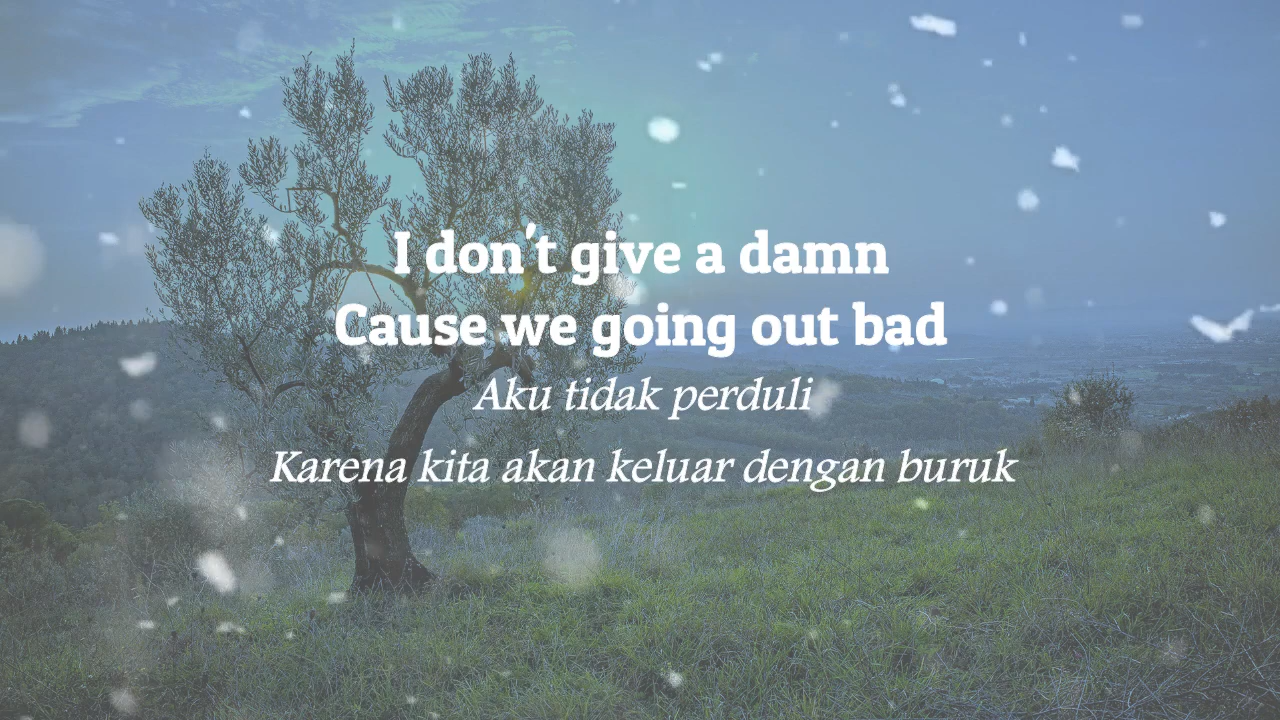 I don't give a damn
Cause we going out bad
Aku tidak perduli
Karena kita akan keluar dengan buruk